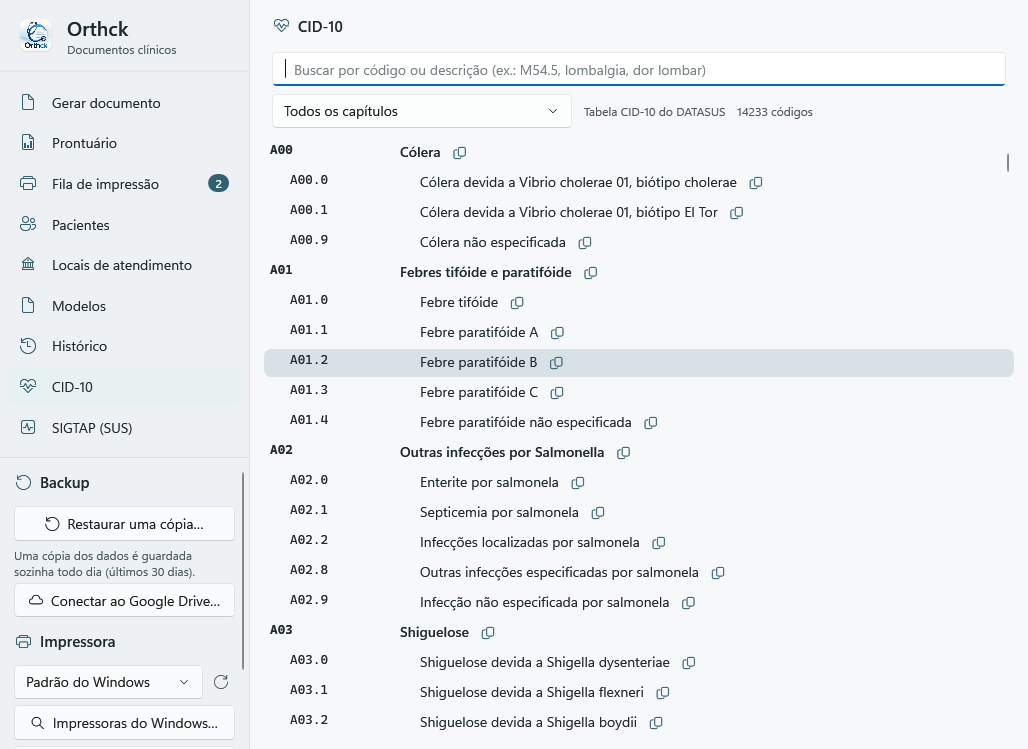 Orthck
Documentos clínicos
Orthck
Gerar documento
Prontuário
Fila de impressão 2
Pacientes
Locais de atendimento
Modelos
Histórico
CID-10
SIGTAP (SUS)
Backup
Restaurar uma cópia...
Uma cópia dos dados é guardada
sozinha todo dia (últimos 30 dias).
Conectar ao Google Drive...
Impressora
Padrão do Windows
Impressoras do Windows...
CID-10
Buscar por código ou descrição (ex.: M54.5, lombalgia, dor lombar)
Todos os capítulos Tabela CID-10 do DATASUS 14233 códigos
A00 Cólera
A00.0 Cólera devida a Vibrio cholerae 01, biótipo cholerae
A00.1 Cólera devida a Vibrio cholerae 01, biótipo El Tor
A00.9 Cólera não especificada
A01 Febres tifóide e paratifóide
A01.0 Febre tifóide
A01.1 Febre paratifóide A
A01.2 Febre paratifóide B
A01.3 Febre paratifóide C
A01.4 Febre paratifóide não especificada
A02 Outras infecções por Salmonella
A02.0 Enterite por salmonela
A02.1 Septicemia por salmonela
A02.2 Infecções localizadas por salmonela
A02.8 Outras infecções especificadas por salmonela
A02.9 Infecção não especificada por salmonela
A03 Shiguelose
A03.0 Shiguelose devida a Shigella dysenteriae
A03.1 Shiguelose devida a Shigella flexneri
A03.2 Shiguelose devida a Shigella boydii